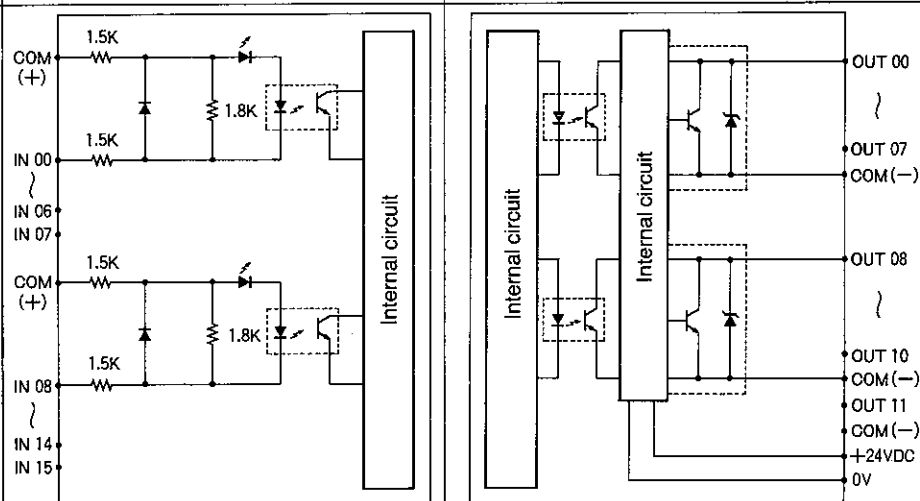 1.5K
COM
(+)
1.8K
1.5K
IN 00
IN 06
IN 07
1.5K
COM
(+)
1.8K
1.5K
IN 08
IN 14
IN 15
Internal circuit
Internal circuit
Internal circuit
OUT 00
OUT 07
COM(−)
OUT 08
OUT 10
COM(−)
OUT 11
COM(−)
+24VDC
0V